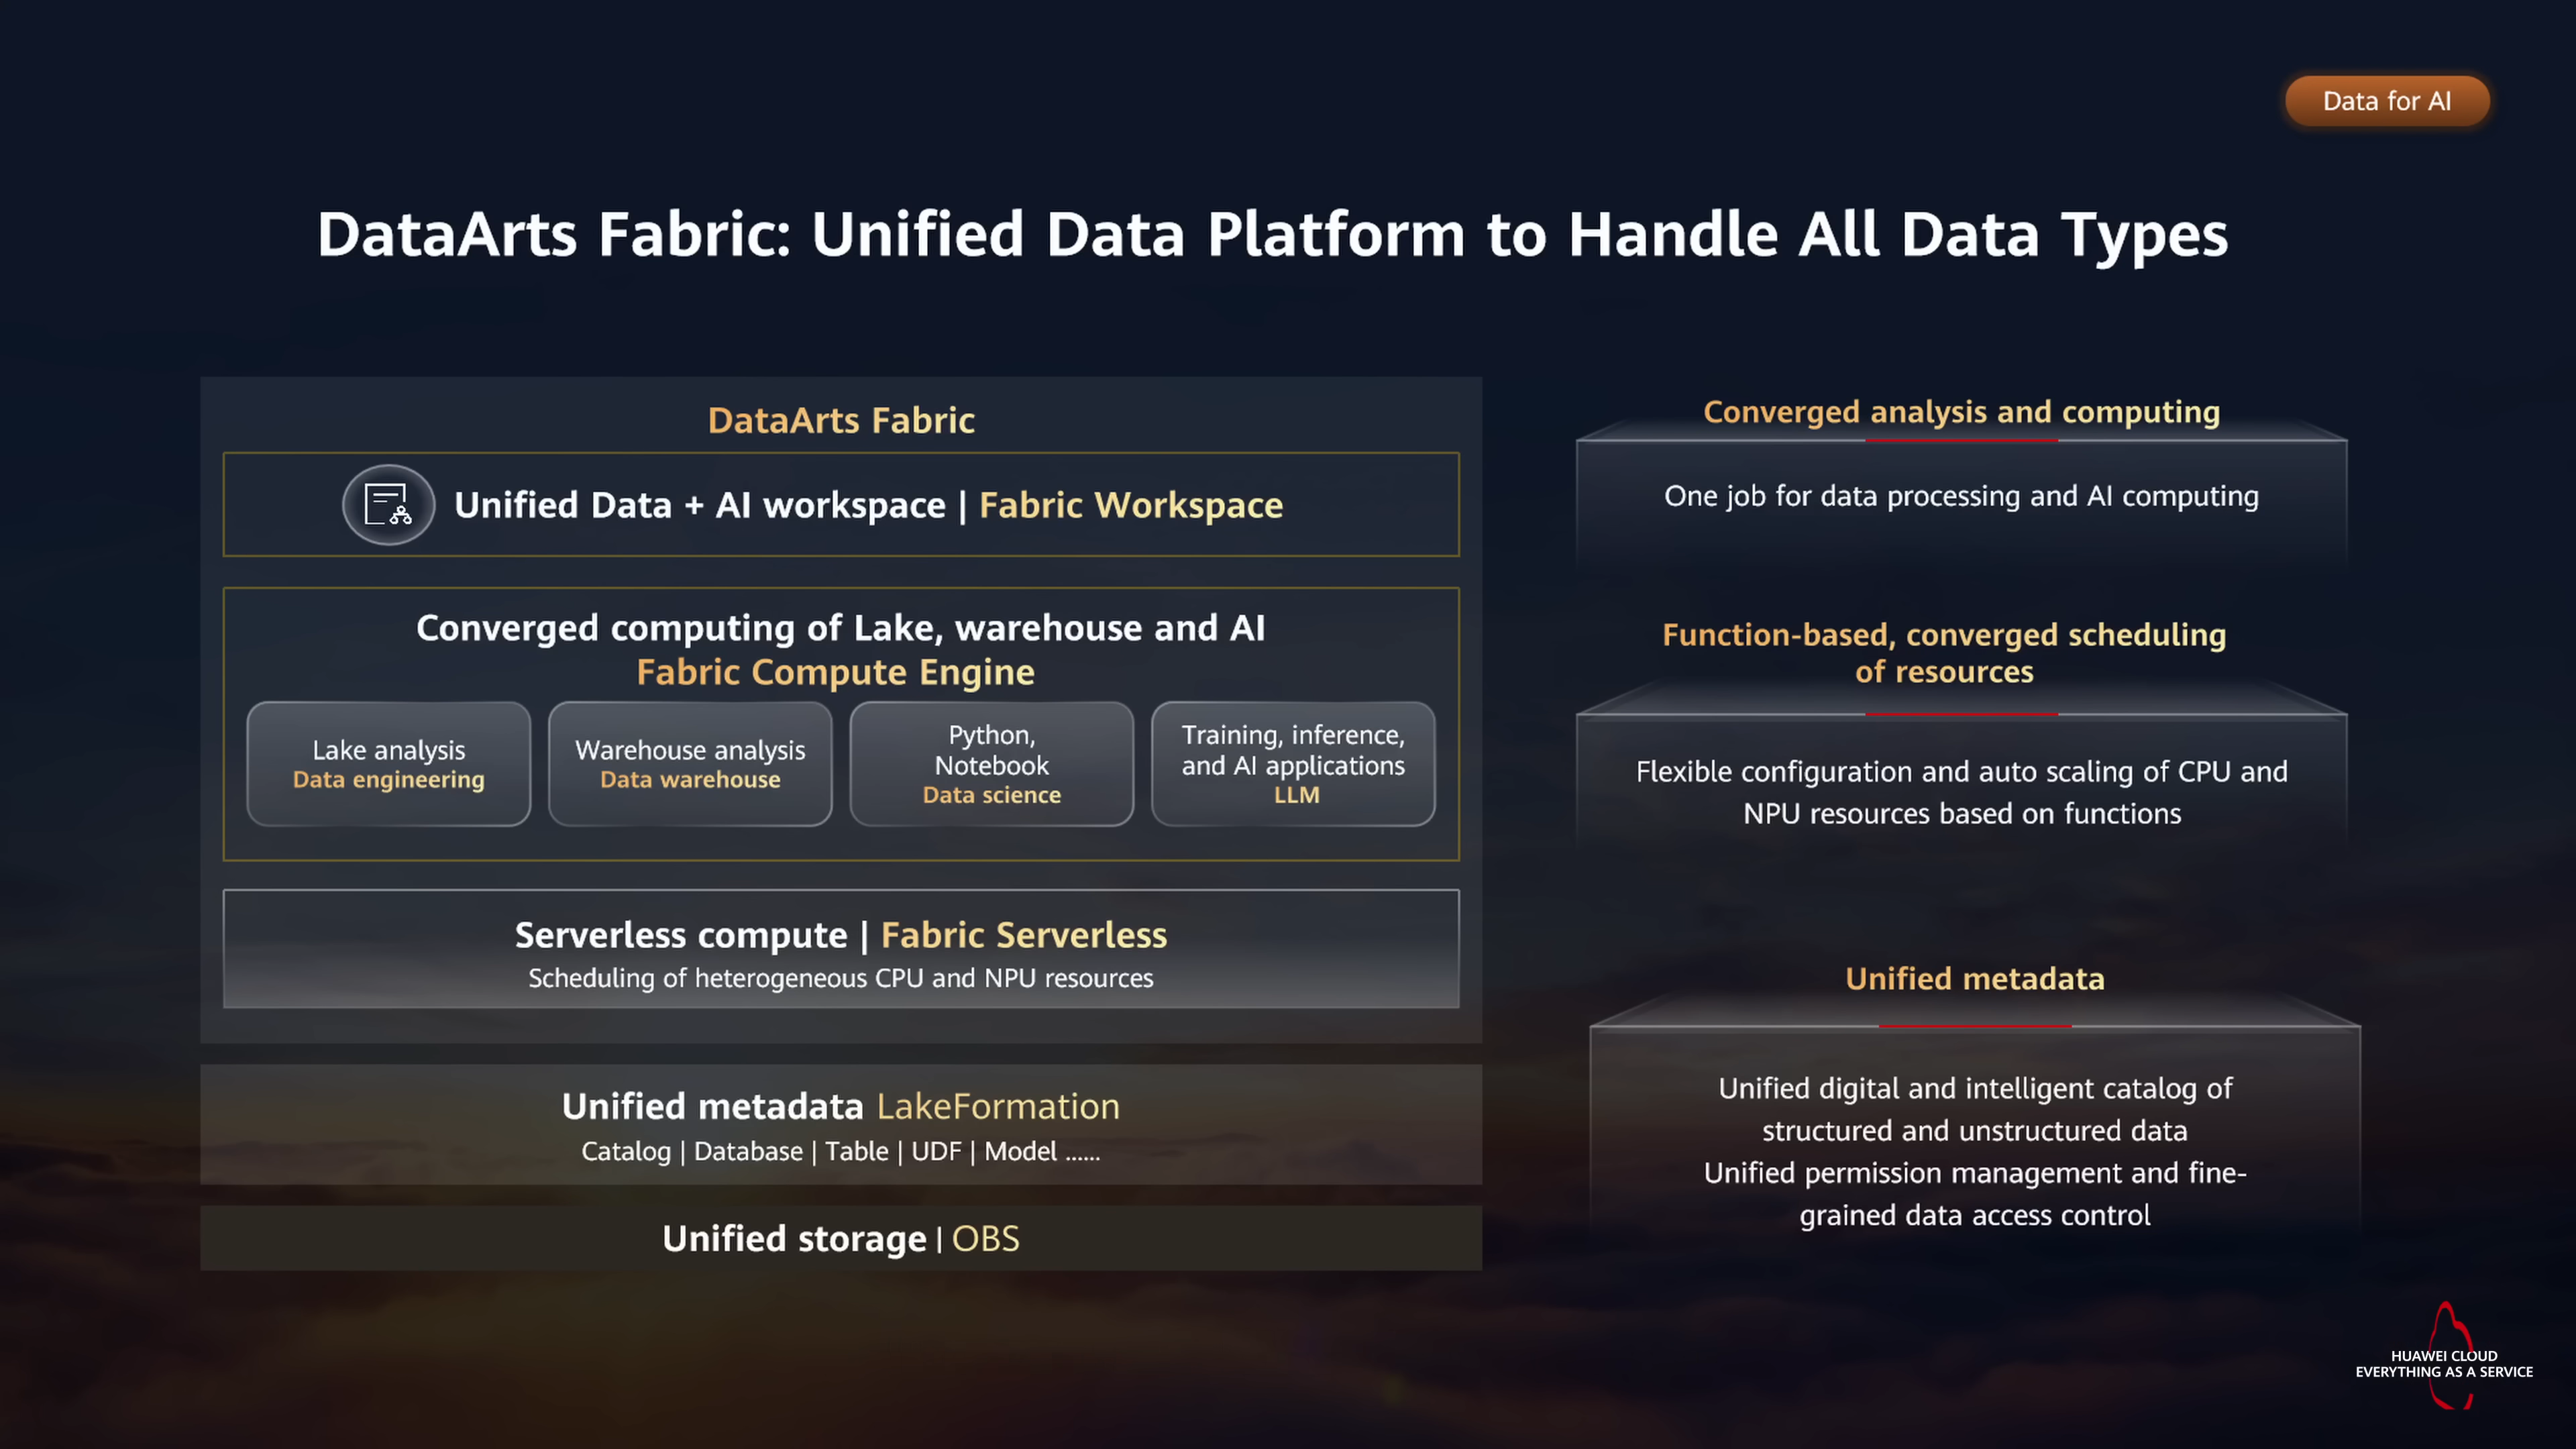 Data for AI
DataArts Fabric: Unified Data Platform to Handle All Data Types
DataArts Fabric
Unified Data + AI workspace | Fabric Workspace
Converged computing of Lake, warehouse and AI
Fabric Compute Engine
Lake analysis
Data engineering
Warehouse analysis
Data warehouse
Python,
Notebook
Data science
Training, inference,
and AI applications
LLM
Serverless compute | Fabric Serverless
Scheduling of heterogeneous CPU and NPU resources
Unified metadata LakeFormation
Catalog | Database | Table | UDF | Model ......
Unified storage | OBS
Converged analysis and computing
One job for data processing and AI computing
Function-based, converged scheduling
of resources
Flexible configuration and auto scaling of CPU and
NPU resources based on functions
Unified metadata
Unified digital and intelligent catalog of
structured and unstructured data
Unified permission management and fine-
grained data access control
HUAWEI CLOUD
EVERYTHING AS A SERVICE